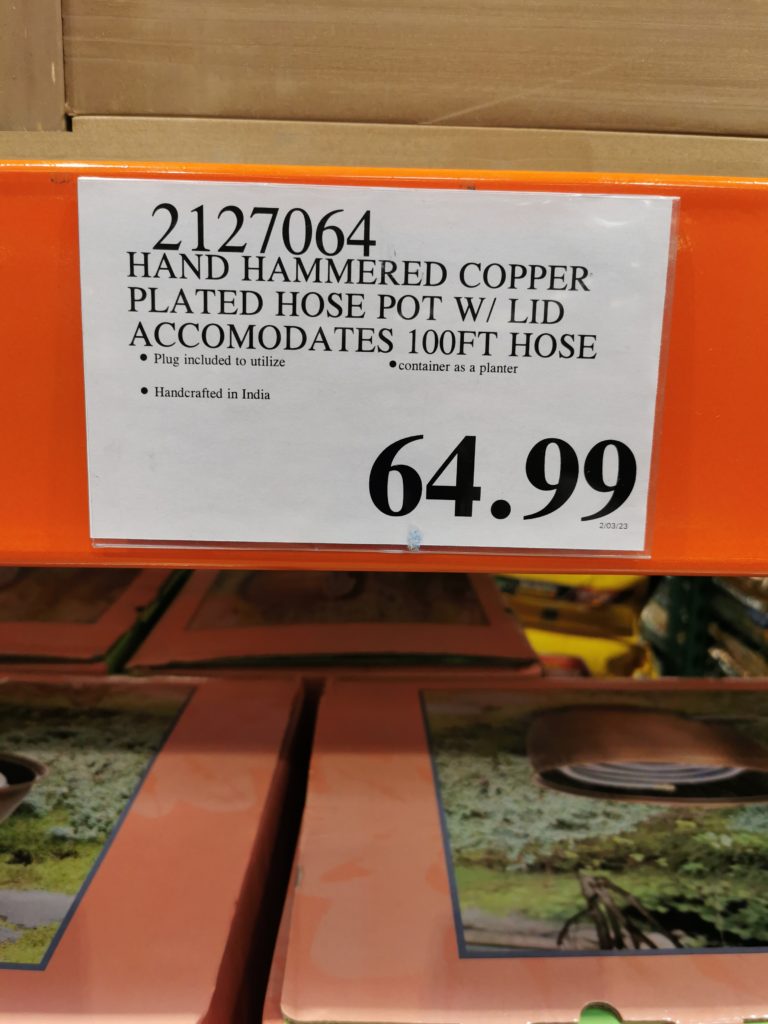 2127064
HAND HAMMERED COPPER
PLATED HOSE POT W/ LID
ACCOMODATES 100FT HOSE
• Plug included to utilize •container as a planter
• Handcrafted in India
64.99
2/03/23